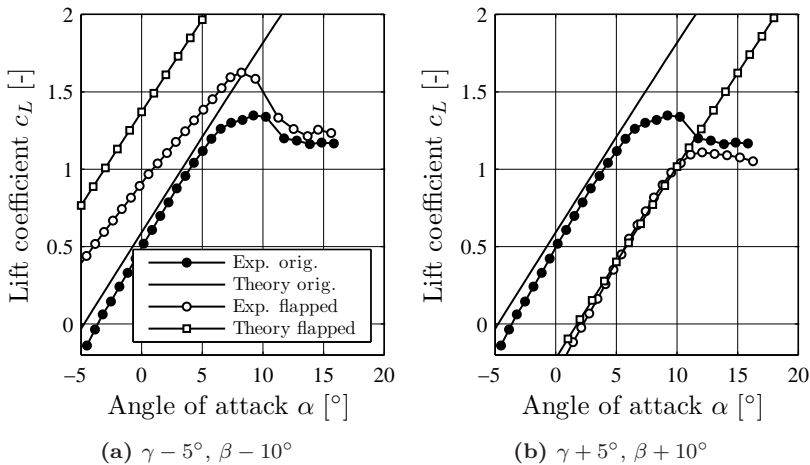 Lift coefficient c_L [-]
2
1.5
1
0.5
0
−5 0 5 10 15 20
Angle of attack α [°]
Exp. orig.
Theory orig.
Exp. flapped
Theory flapped
(a) γ − 5°, β − 10°
Lift coefficient c_L [-]
2
1.5
1
0.5
0
−5 0 5 10 15 20
Angle of attack α [°]
(b) γ + 5°, β + 10°